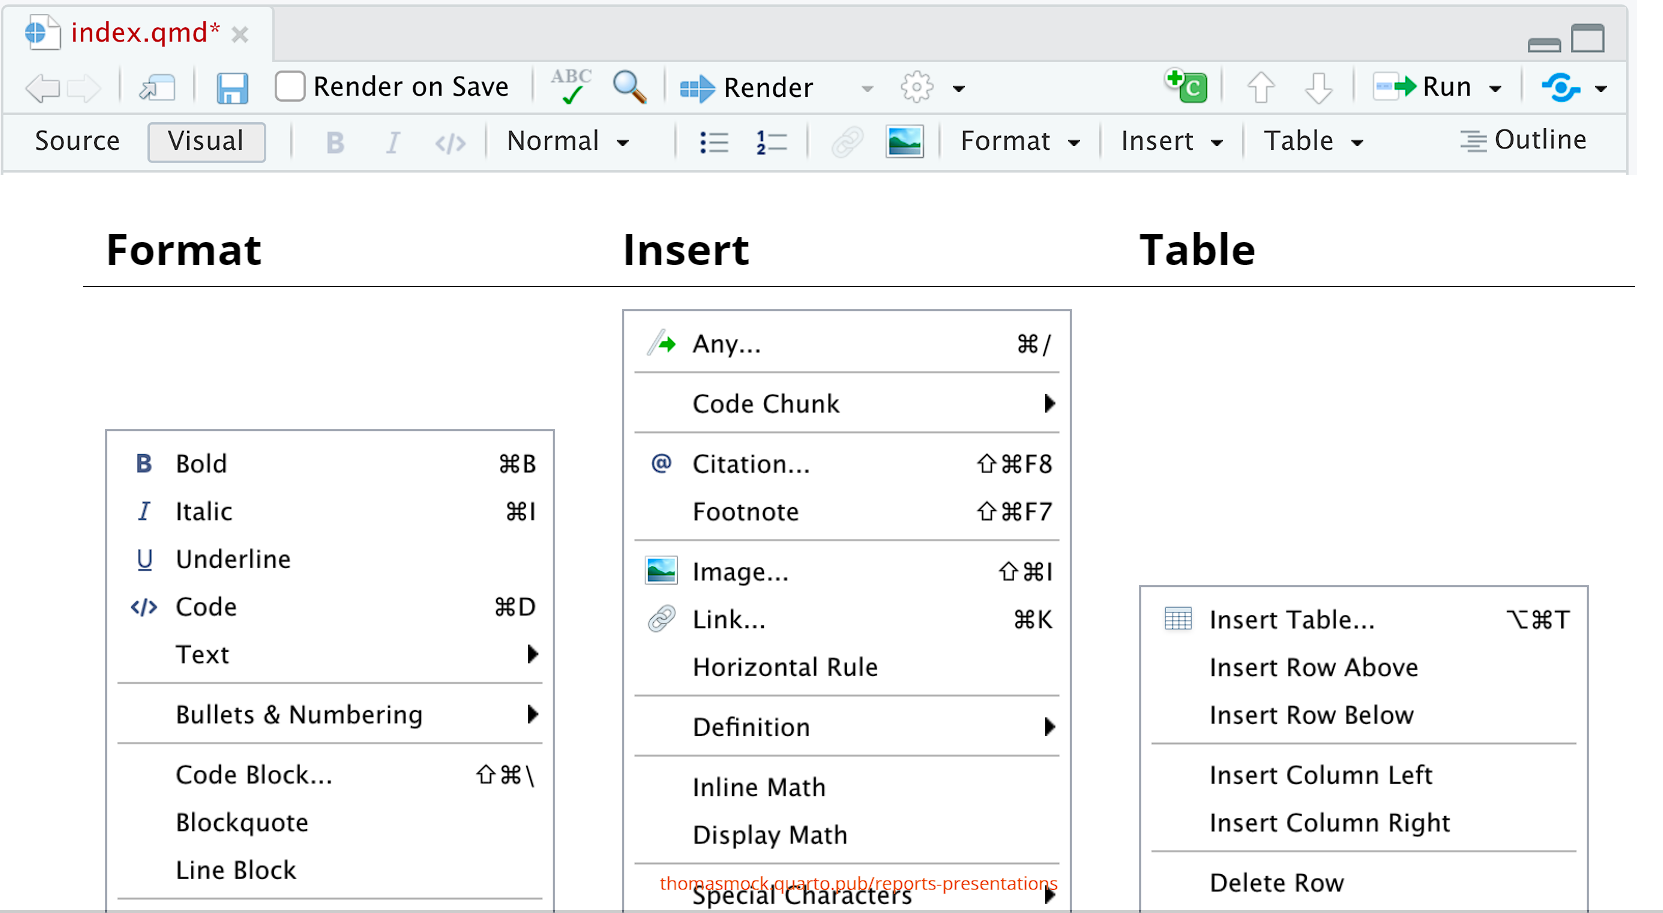 index.qmd*
Render on Save ABC Render C Run
Source Visual B I </> Normal 1 2 Format Insert Table Outline
Format Insert Table
Any... ⌘/
Code Chunk
B Bold ⌘B
I Italic ⌘I
U Underline
</> Code ⌘D
Text
Bullets & Numbering
Code Block... ⇧⌘\
Blockquote
Line Block
@ Citation... ⇧⌘F8
Footnote ⇧⌘F7
Image... ⇧⌘I
Link... ⌘K
Horizontal Rule
Definition
Inline Math
Display Math
Special Characters
Insert Table... ⌥⌘T
Insert Row Above
Insert Row Below
Insert Column Left
Insert Column Right
Delete Row
thomasmock.quarto.pub/reports-presentations